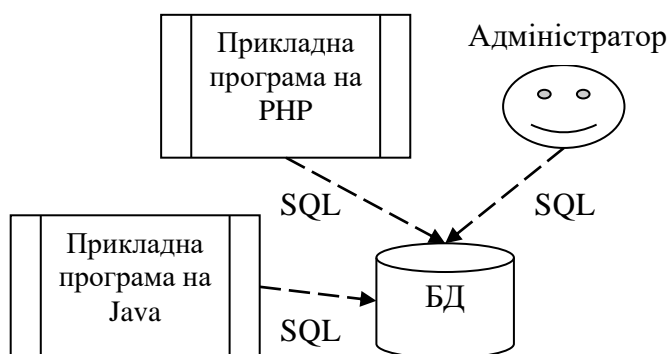 Прикладна
програма на
PHP
Адміністратор
SQL
SQL
Прикладна
програма на
Java
БД
SQL